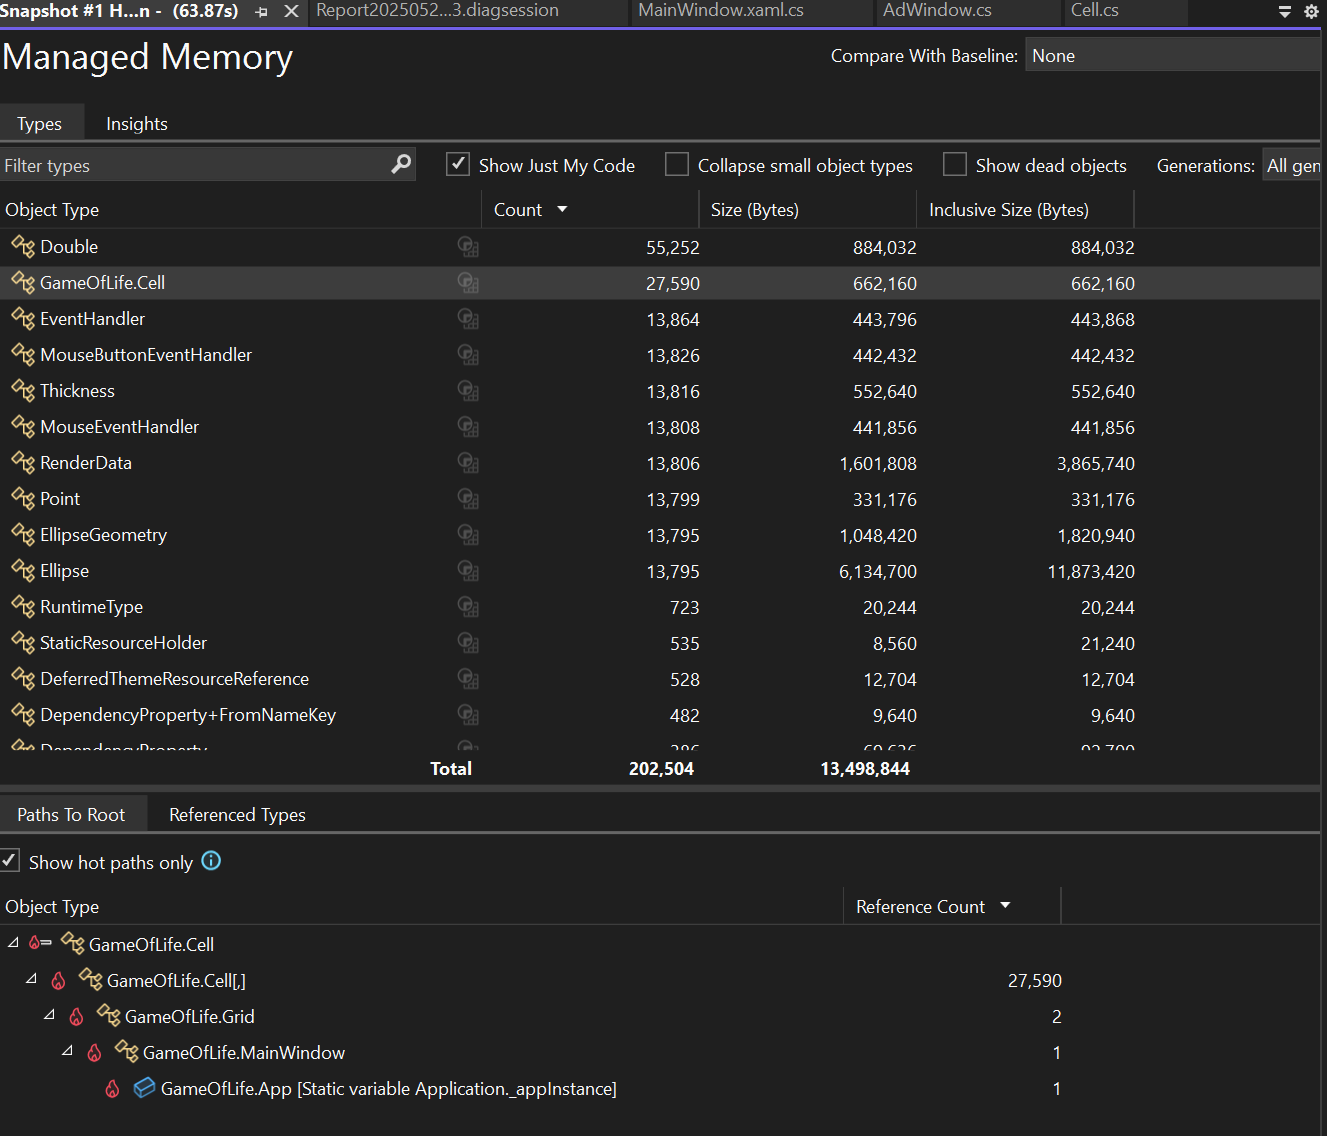 Snapshot #1 H...n - (63.87s) Report2025052...3.diagsession MainWindow.xaml.cs AdWindow.cs Cell.cs
Managed Memory
Compare With Baseline: None
Types Insights
Filter types Show Just My Code Collapse small object types Show dead objects Generations: All gen
Object Type Count Size (Bytes) Inclusive Size (Bytes)
Double 55,252 884,032 884,032
GameOfLife.Cell 27,590 662,160 662,160
EventHandler 13,864 443,796 443,868
MouseButtonEventHandler 13,826 442,432 442,432
Thickness 13,816 552,640 552,640
MouseEventHandler 13,808 441,856 441,856
RenderData 13,806 1,601,808 3,865,740
Point 13,799 331,176 331,176
EllipseGeometry 13,795 1,048,420 1,820,940
Ellipse 13,795 6,134,700 11,873,420
RuntimeType 723 20,244 20,244
StaticResourceHolder 535 8,560 21,240
DeferredThemeResourceReference 528 12,704 12,704
DependencyProperty+FromNameKey 482 9,640 9,640
DependencyProperty
Total 202,504 13,498,844
Paths To Root Referenced Types
Show hot paths only
Object Type Reference Count
GameOfLife.Cell
GameOfLife.Cell[,] 27,590
GameOfLife.Grid 2
GameOfLife.MainWindow 1
GameOfLife.App [Static variable Application._appInstance] 1